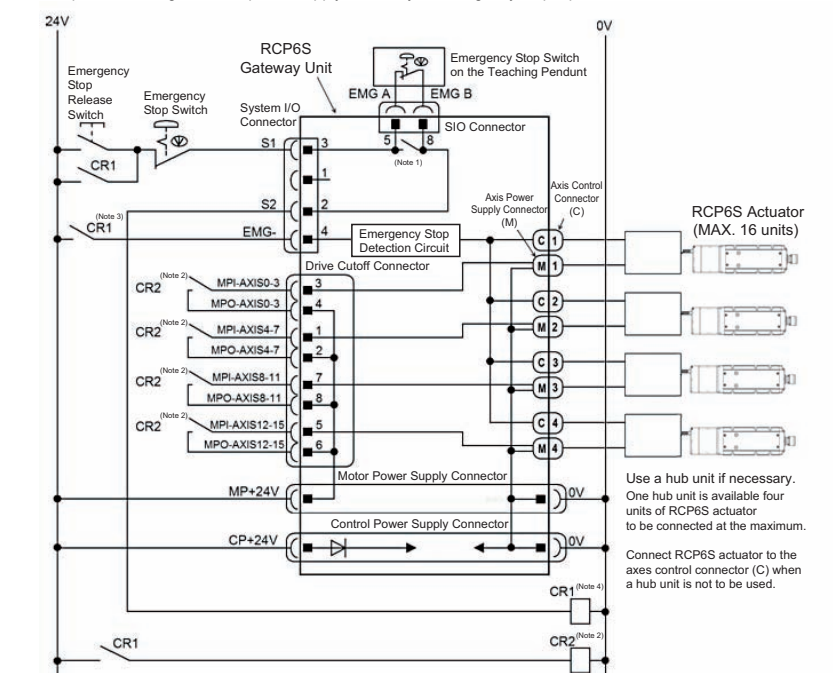 24V
0V
RCP6S
Gateway Unit
Emergency Stop Switch
on the Teaching Pendunt
Emergency
Stop
Release
Switch
Emergency
Stop Switch
EMG A
EMG B
System I/O
Connector
SIO Connector
S1
3
5
8
(Note 1)
CR1
1
S2
2
Axis Power
Supply Connector
(M)
Axis Control
Connector
(C)
RCP6S Actuator
(MAX. 16 units)
CR1 (Note 3)
EMG-
4
Emergency Stop
Detection Circuit
C 1
M 1
Drive Cutoff Connector
CR2 (Note 2)
MPI-AXIS0-3
3
MPO-AXIS0-3
4
C 2
CR2 (Note 2)
MPI-AXIS4-7
1
M 2
MPO-AXIS4-7
2
C 3
CR2 (Note 2)
MPI-AXIS8-11
7
M 3
MPO-AXIS8-11
8
C 4
CR2 (Note 2)
MPI-AXIS12-15
5
MPO-AXIS12-15
6
M 4
Motor Power Supply Connector
MP+24V
0V
Control Power Supply Connector
CP+24V
0V
Use a hub unit if necessary.
One hub unit is available four
units of RCP6S actuator
to be connected at the maximum.
Connect RCP6S actuator to the
axes control connector (C) when
a hub unit is not to be used.
CR1 (Note 4)
CR1
CR2 (Note 2)